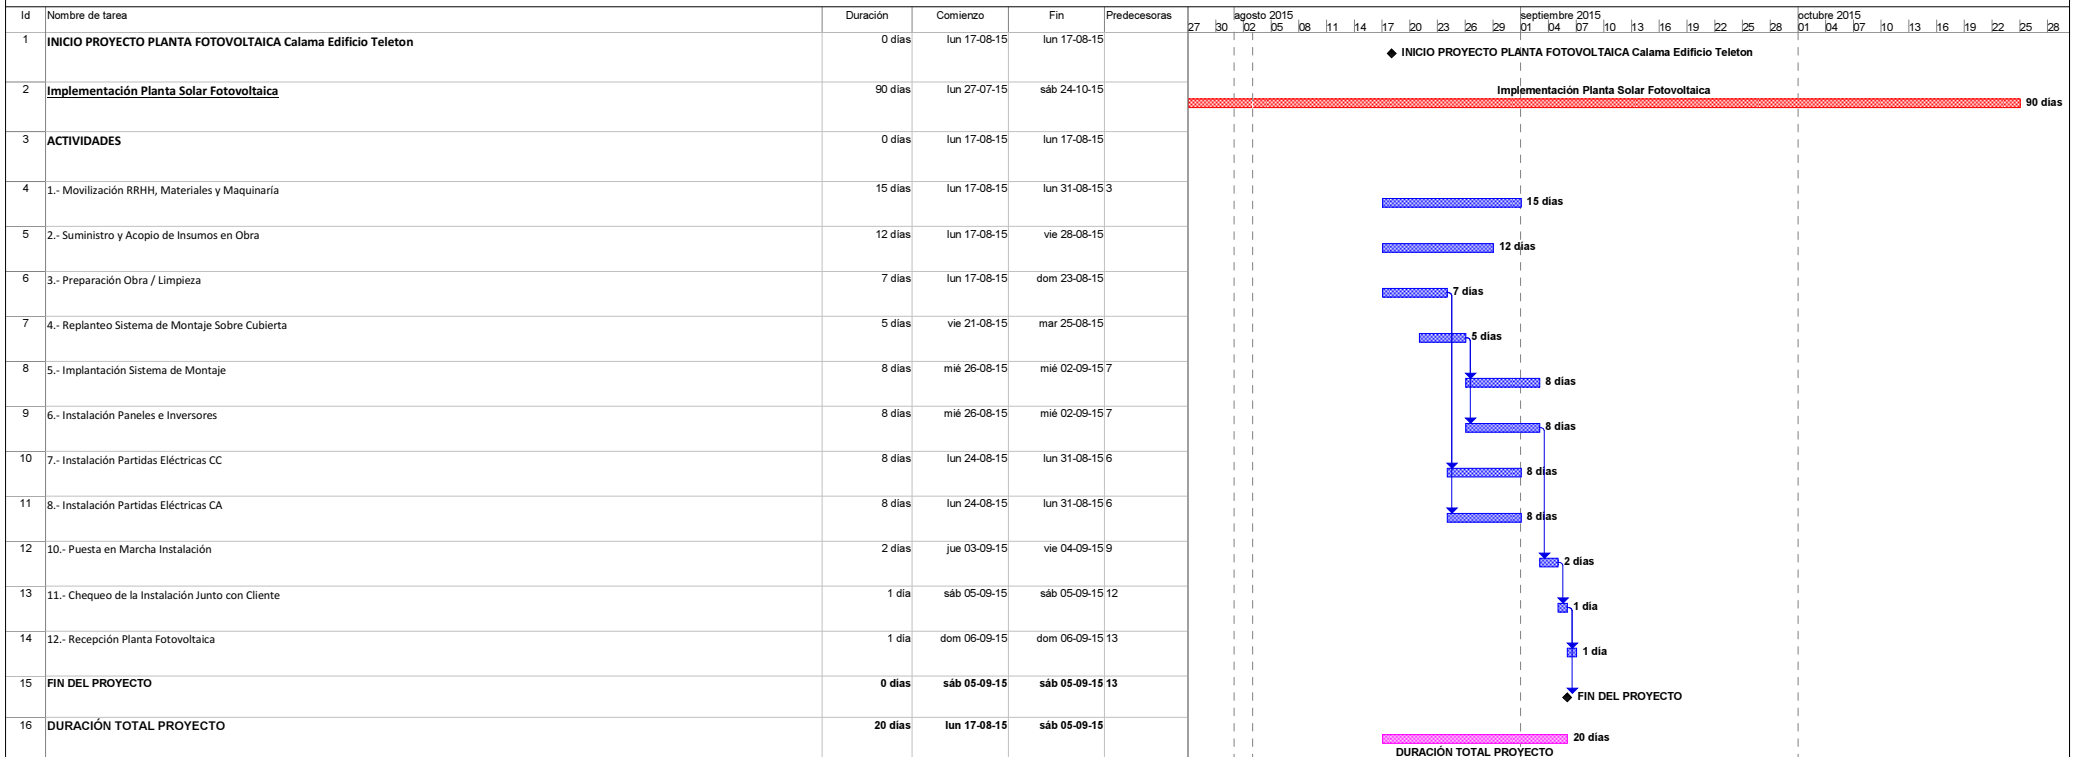 Id Nombre de tarea Duración Comienzo Fin Predecesoras
agosto 2015 septiembre 2015 octubre 2015
27 30 02 05 08 11 14 17 20 23 26 29 01 04 07 10 13 16 19 22 25 28 01 04 07 10 13 16 19 22 25 28
1 INICIO PROYECTO PLANTA FOTOVOLTAICA Calama Edificio Teleton 0 días lun 17-08-15 lun 17-08-15
INICIO PROYECTO PLANTA FOTOVOLTAICA Calama Edificio Teleton
2 Implementación Planta Solar Fotovoltaica 90 días lun 27-07-15 sáb 24-10-15
Implementación Planta Solar Fotovoltaica
90 días
3 ACTIVIDADES 0 días lun 17-08-15 lun 17-08-15
4 1.- Movilización RRHH, Materiales y Maquinaría 15 días lun 17-08-15 lun 31-08-15 3
15 días
5 2.- Suministro y Acopio de Insumos en Obra 12 días lun 17-08-15 vie 28-08-15
12 días
6 3.- Preparación Obra / Limpieza 7 días lun 17-08-15 dom 23-08-15
7 días
7 4.- Replanteo Sistema de Montaje Sobre Cubierta 5 días vie 21-08-15 mar 25-08-15
5 días
8 5.- Implantación Sistema de Montaje 8 días mié 26-08-15 mié 02-09-15 7
8 días
9 6.- Instalación Paneles e Inversores 8 días mié 26-08-15 mié 02-09-15 7
8 días
10 7.- Instalación Partidas Eléctricas CC 8 días lun 24-08-15 lun 31-08-15 6
8 días
11 8.- Instalación Partidas Eléctricas CA 8 días lun 24-08-15 lun 31-08-15 6
8 días
12 10.- Puesta en Marcha Instalación 2 días jue 03-09-15 vie 04-09-15 9
2 días
13 11.- Chequeo de la Instalación Junto con Cliente 1 día sáb 05-09-15 sáb 05-09-15 12
1 día
14 12.- Recepción Planta Fotovoltaica 1 día dom 06-09-15 dom 06-09-15 13
1 día
15 FIN DEL PROYECTO 0 días sáb 05-09-15 sáb 05-09-15 13
FIN DEL PROYECTO
16 DURACIÓN TOTAL PROYECTO 20 días lun 17-08-15 sáb 05-09-15
20 días
DURACIÓN TOTAL PROYECTO